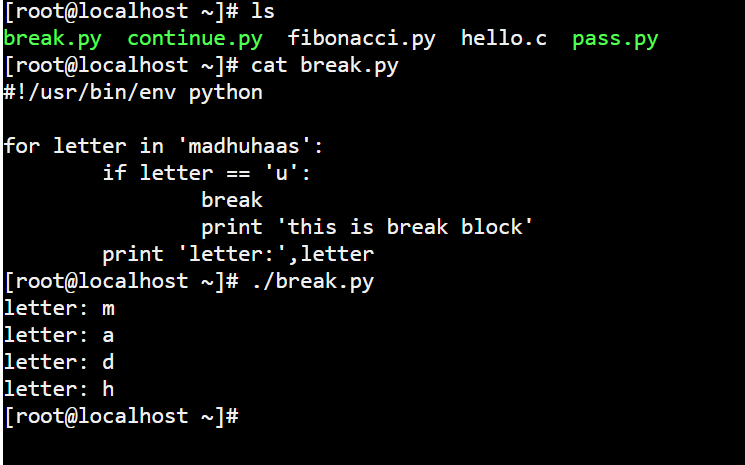 [root@localhost ~]# ls
break.py  continue.py  fibonacci.py  hello.c  pass.py
[root@localhost ~]# cat break.py
#!/usr/bin/env python

for letter in 'madhuhaas':
        if letter == 'u':
                break
                print 'this is break block'
        print 'letter:',letter
[root@localhost ~]# ./break.py
letter: m
letter: a
letter: d
letter: h
[root@localhost ~]#